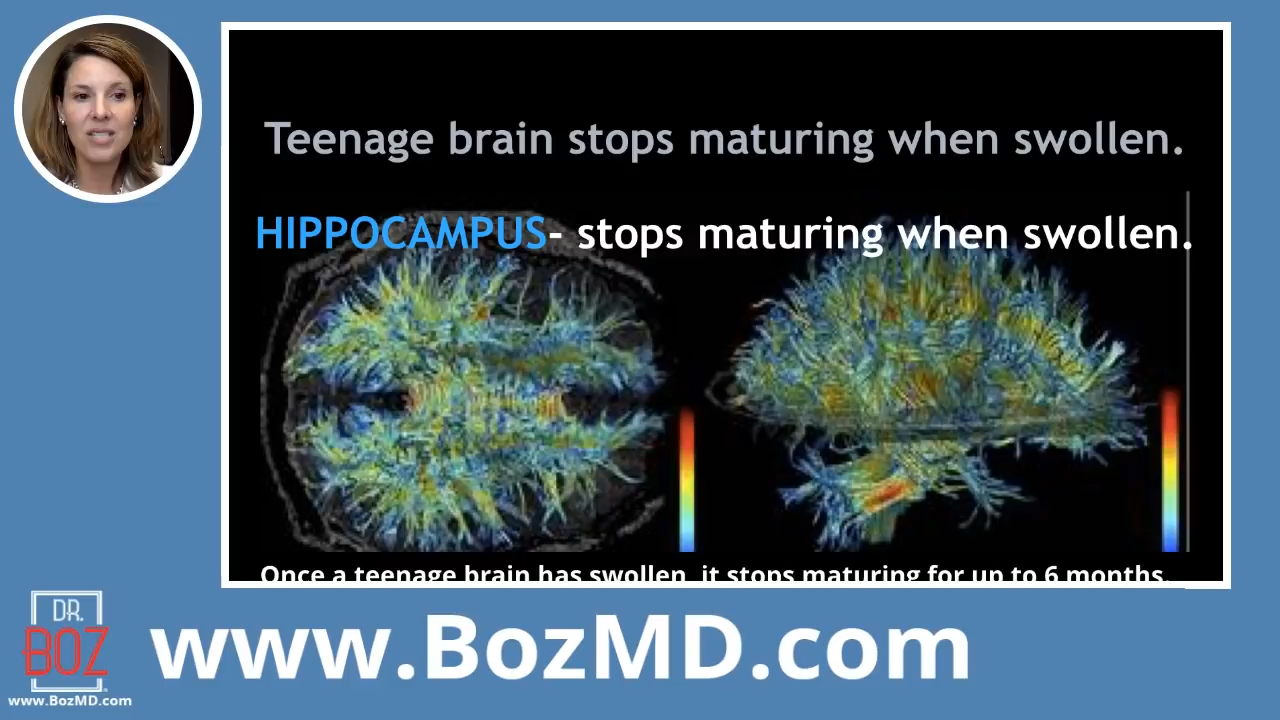 Teenage brain stops maturing when swollen.
HIPPOCAMPUS- stops maturing when swollen.
Once a teenage brain has swollen, it stops maturing for up to 6 months.
DR.
BOZ
www.BozMD.com
www.BozMD.com